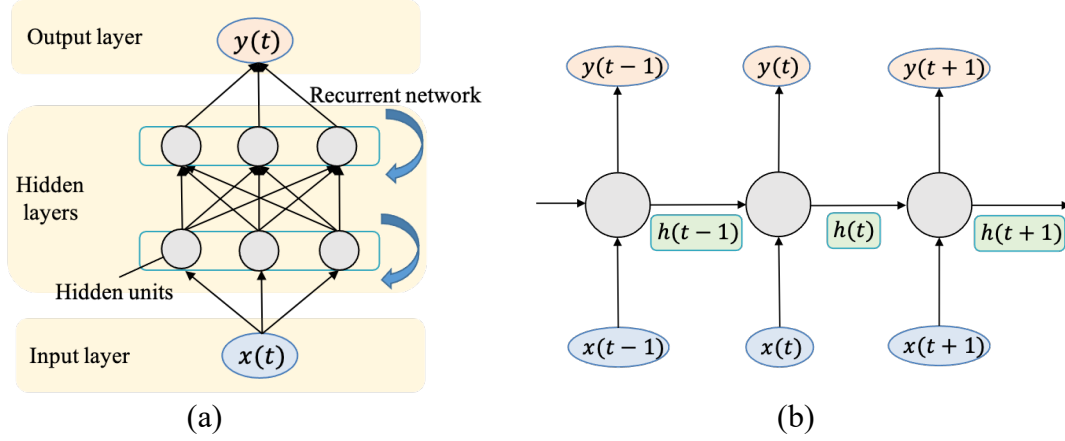 Output layer
y(t)
Recurrent network
Hidden
layers
Hidden units
Input layer
x(t)
(a)
y(t − 1)
y(t)
y(t + 1)
h(t − 1)
h(t)
h(t + 1)
x(t − 1)
x(t)
x(t + 1)
(b)